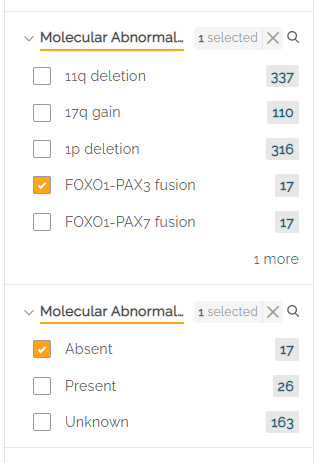 Molecular Abnormal... 1 selected
11q deletion 337
17q gain 110
1p deletion 316
FOXO1-PAX3 fusion 17
FOXO1-PAX7 fusion 17
1 more
Molecular Abnormal... 1 selected
Absent 17
Present 26
Unknown 163